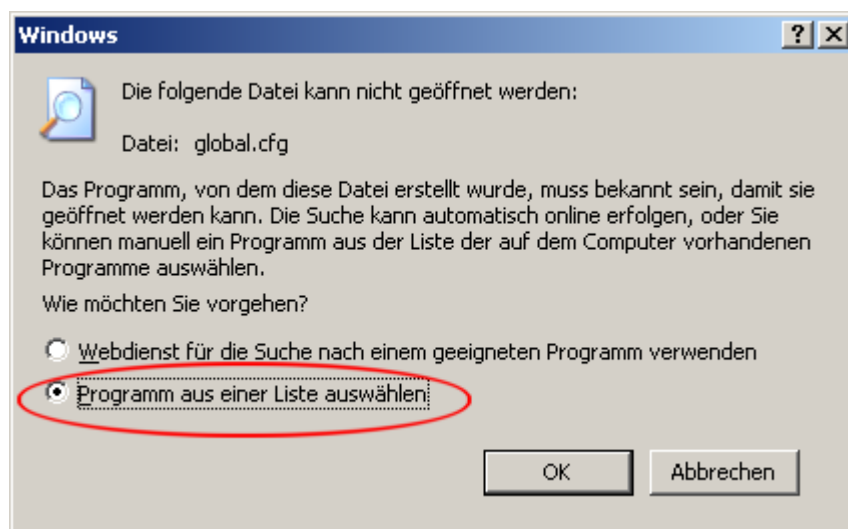 Windows
Die folgende Datei kann nicht geöffnet werden:
Datei: global.cfg
Das Programm, von dem diese Datei erstellt wurde, muss bekannt sein, damit sie
geöffnet werden kann. Die Suche kann automatisch online erfolgen, oder Sie
können manuell ein Programm aus der Liste der auf dem Computer vorhandenen
Programme auswählen.
Wie möchten Sie vorgehen?
Webdienst für die Suche nach einem geeigneten Programm verwenden
Programm aus einer Liste auswählen
OK Abbrechen